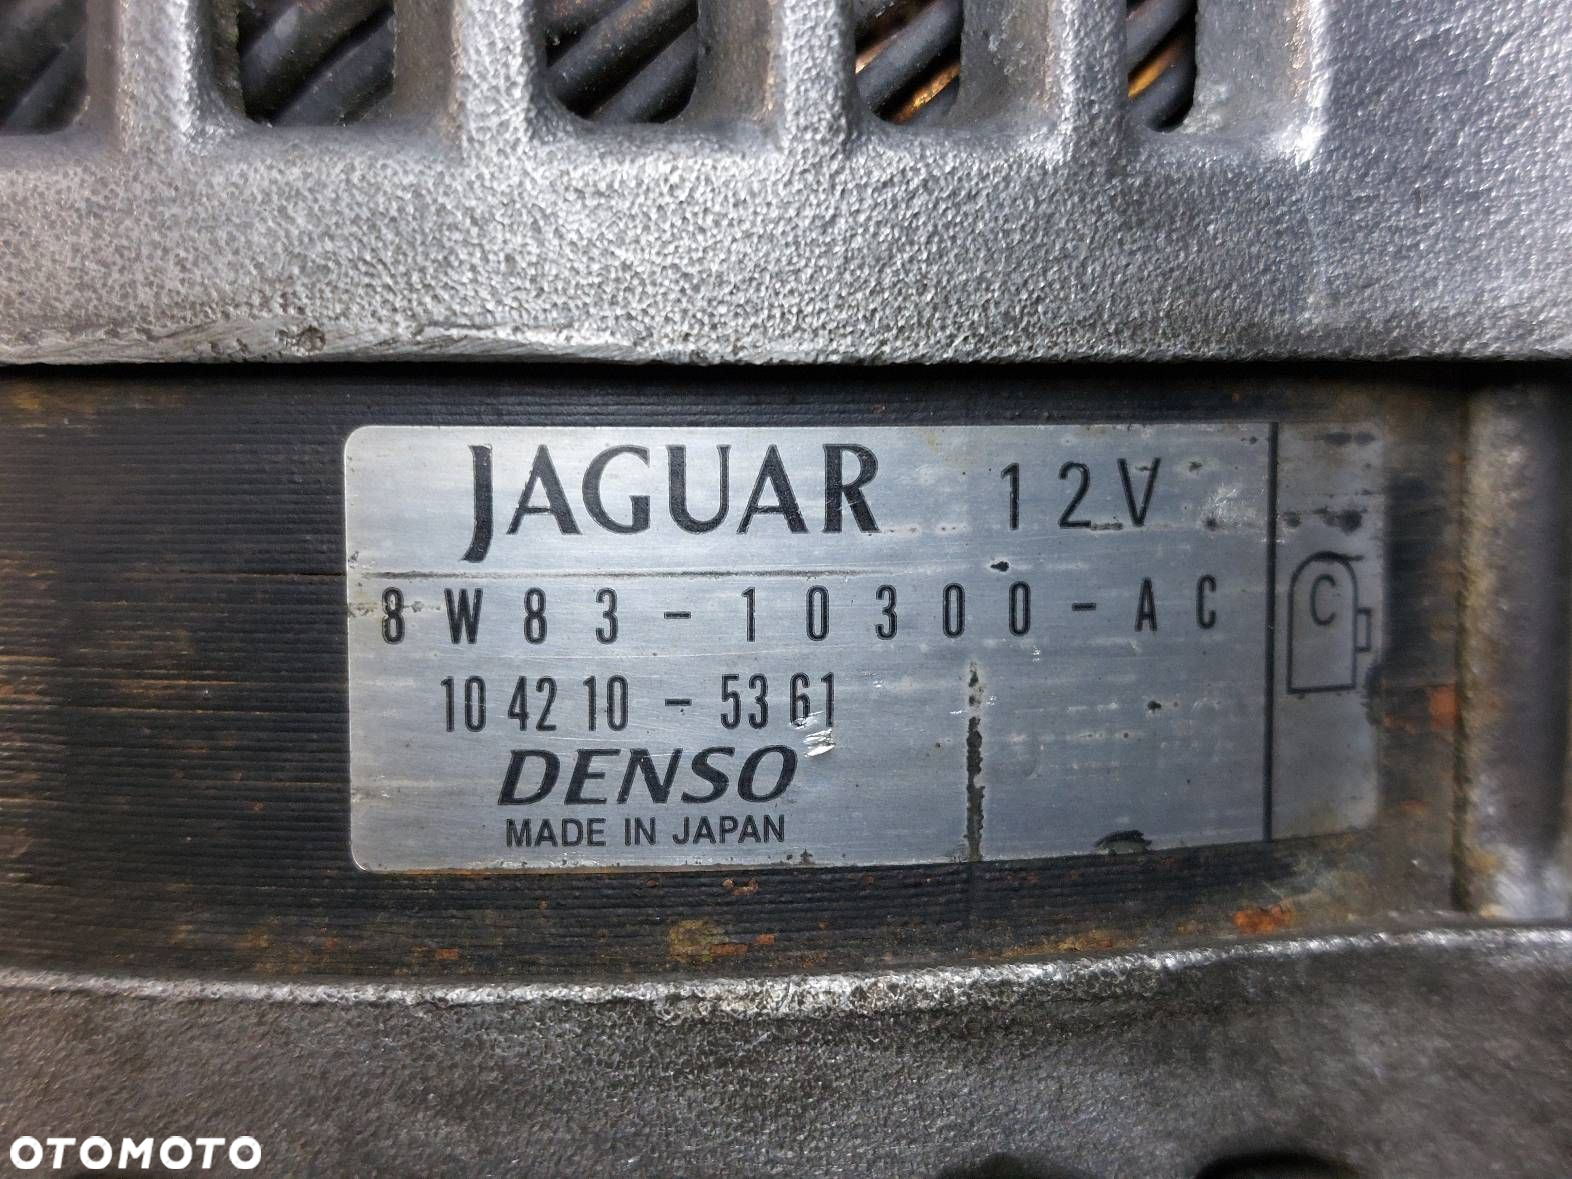 JAGUAR 12V
8W83-10300-AC
C
104210-5361
DENSO
MADE IN JAPAN
OTOMOTO